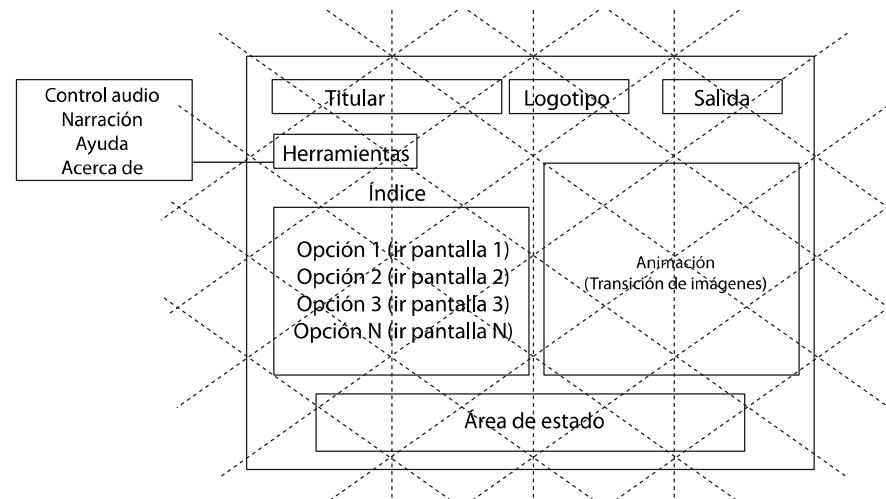 Control audio
Narración
Ayuda
Acerca de
Titular
Logotipo
Salida
Herramientas
Índice
Opción 1 (ir pantalla 1)
Opción 2 (ir pantalla 2)
Opción 3 (ir pantalla 3)
Opción N (ir pantalla N)
Animación
(Transición de imágenes)
Área de estado